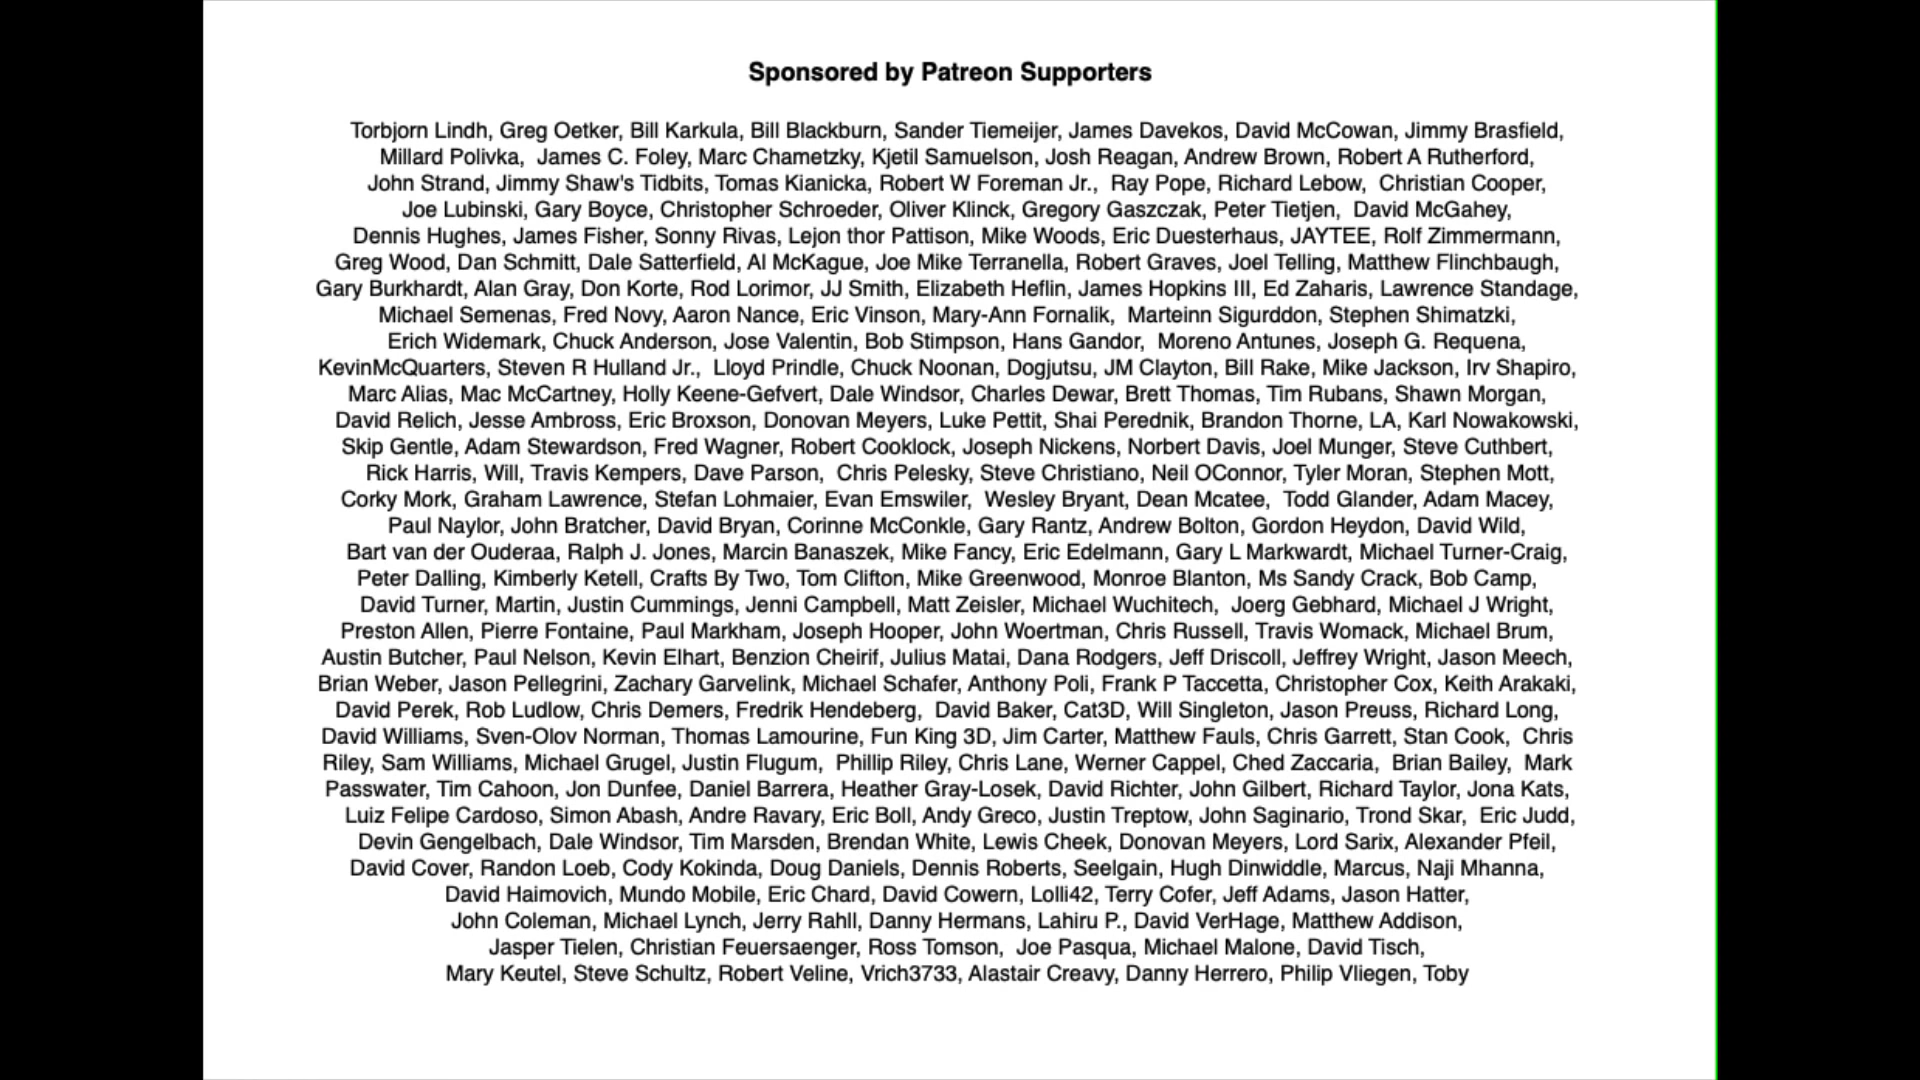 Sponsored by Patreon Supporters
Torbjorn Lindh, Greg Oetker, Bill Karkula, Bill Blackburn, Sander Tiemeijer, James Davekos, David McCowan, Jimmy Brasfield,
Millard Polivka,  James C. Foley, Marc Chametzky, Kjetil Samuelson, Josh Reagan, Andrew Brown, Robert A Rutherford,
John Strand, Jimmy Shaw's Tidbits, Tomas Kianicka, Robert W Foreman Jr.,  Ray Pope, Richard Lebow,  Christian Cooper,
Joe Lubinski, Gary Boyce, Christopher Schroeder, Oliver Klinck, Gregory Gaszczak, Peter Tietjen,  David McGahey,
Dennis Hughes, James Fisher, Sonny Rivas, Lejon thor Pattison, Mike Woods, Eric Duesterhaus, JAYTEE, Rolf Zimmermann,
Greg Wood, Dan Schmitt, Dale Satterfield, Al McKague, Joe Mike Terranella, Robert Graves, Joel Telling, Matthew Flinchbaugh,
Gary Burkhardt, Alan Gray, Don Korte, Rod Lorimor, JJ Smith, Elizabeth Heflin, James Hopkins III, Ed Zaharis, Lawrence Standage,
Michael Semenas, Fred Novy, Aaron Nance, Eric Vinson, Mary-Ann Fornalik,  Marteinn Sigurddon, Stephen Shimatzki,
Erich Widemark, Chuck Anderson, Jose Valentin, Bob Stimpson, Hans Gandor,  Moreno Antunes, Joseph G. Requena,
KevinMcQuarters, Steven R Hulland Jr.,  Lloyd Prindle, Chuck Noonan, Dogjutsu, JM Clayton, Bill Rake, Mike Jackson, Irv Shapiro,
Marc Alias, Mac McCartney, Holly Keene-Gefvert, Dale Windsor, Charles Dewar, Brett Thomas, Tim Rubans, Shawn Morgan,
David Relich, Jesse Ambross, Eric Broxson, Donovan Meyers, Luke Pettit, Shai Perednik, Brandon Thorne, LA, Karl Nowakowski,
Skip Gentle, Adam Stewardson, Fred Wagner, Robert Cooklock, Joseph Nickens, Norbert Davis, Joel Munger, Steve Cuthbert,
Rick Harris, Will, Travis Kempers, Dave Parson,  Chris Pelesky, Steve Christiano, Neil OConnor, Tyler Moran, Stephen Mott,
Corky Mork, Graham Lawrence, Stefan Lohmaier, Evan Emswiler,  Wesley Bryant, Dean Mcatee,  Todd Glander, Adam Macey,
Paul Naylor, John Bratcher, David Bryan, Corinne McConkle, Gary Rantz, Andrew Bolton, Gordon Heydon, David Wild,
Bart van der Ouderaa, Ralph J. Jones, Marcin Banaszek, Mike Fancy, Eric Edelmann, Gary L Markwardt, Michael Turner-Craig,
Peter Dalling, Kimberly Ketell, Crafts By Two, Tom Clifton, Mike Greenwood, Monroe Blanton, Ms Sandy Crack, Bob Camp,
David Turner, Martin, Justin Cummings, Jenni Campbell, Matt Zeisler, Michael Wuchitech,  Joerg Gebhard, Michael J Wright,
Preston Allen, Pierre Fontaine, Paul Markham, Joseph Hooper, John Woertman, Chris Russell, Travis Womack, Michael Brum,
Austin Butcher, Paul Nelson, Kevin Elhart, Benzion Cheirif, Julius Matai, Dana Rodgers, Jeff Driscoll, Jeffrey Wright, Jason Meech,
Brian Weber, Jason Pellegrini, Zachary Garvelink, Michael Schafer, Anthony Poli, Frank P Taccetta, Christopher Cox, Keith Arakaki,
David Perek, Rob Ludlow, Chris Demers, Fredrik Hendeberg,  David Baker, Cat3D, Will Singleton, Jason Preuss, Richard Long,
David Williams, Sven-Olov Norman, Thomas Lamourine, Fun King 3D, Jim Carter, Matthew Fauls, Chris Garrett, Stan Cook,  Chris
Riley, Sam Williams, Michael Grugel, Justin Flugum,  Phillip Riley, Chris Lane, Werner Cappel, Ched Zaccaria,  Brian Bailey,  Mark
Passwater, Tim Cahoon, Jon Dunfee, Daniel Barrera, Heather Gray-Losek, David Richter, John Gilbert, Richard Taylor, Jona Kats,
Luiz Felipe Cardoso, Simon Abash, Andre Ravary, Eric Boll, Andy Greco, Justin Treptow, John Saginario, Trond Skar,  Eric Judd,
Devin Gengelbach, Dale Windsor, Tim Marsden, Brendan White, Lewis Cheek, Donovan Meyers, Lord Sarix, Alexander Pfeil,
David Cover, Randon Loeb, Cody Kokinda, Doug Daniels, Dennis Roberts, Seelgain, Hugh Dinwiddle, Marcus, Naji Mhanna,
David Haimovich, Mundo Mobile, Eric Chard, David Cowern, Lolli42, Terry Cofer, Jeff Adams, Jason Hatter,
John Coleman, Michael Lynch, Jerry Rahll, Danny Hermans, Lahiru P., David VerHage, Matthew Addison,
Jasper Tielen, Christian Feuersaenger, Ross Tomson,  Joe Pasqua, Michael Malone, David Tisch,
Mary Keutel, Steve Schultz, Robert Veline, Vrich3733, Alastair Creavy, Danny Herrero, Philip Vliegen, Toby